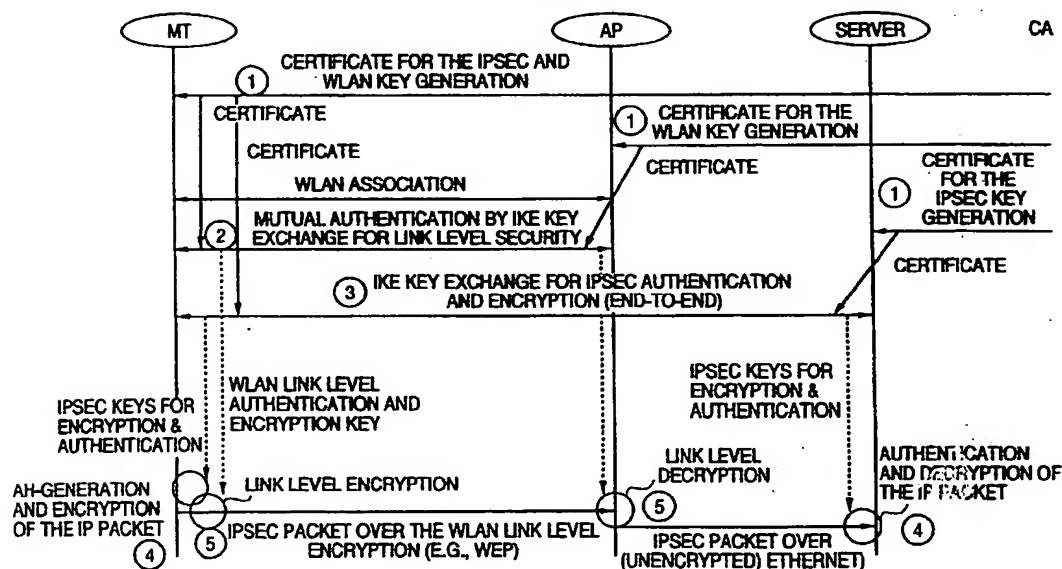 MT
AP
SERVER
CA
CERTIFICATE FOR THE IPSEC AND
WLAN KEY GENERATION
1
CERTIFICATE
CERTIFICATE
1
CERTIFICATE FOR THE
WLAN KEY GENERATION
CERTIFICATE
CERTIFICATE
FOR THE
IPSEC KEY
GENERATION
1
CERTIFICATE
WLAN ASSOCIATION
MUTUAL AUTHENTICATION BY IKE KEY
EXCHANGE FOR LINK LEVEL SECURITY
2
3
IKE KEY EXCHANGE FOR IPSEC AUTHENTICATION
AND ENCRYPTION (END-TO-END)
IPSEC KEYS FOR
ENCRYPTION &
AUTHENTICATION
WLAN LINK LEVEL
AUTHENTICATION AND
ENCRYPTION KEY
IPSEC KEYS FOR
ENCRYPTION &
AUTHENTICATION
AH-GENERATION
AND ENCRYPTION
OF THE IP PACKET
4
LINK LEVEL ENCRYPTION
5
IPSEC PACKET OVER THE WLAN LINK LEVEL
ENCRYPTION (E.G., WEP)
LINK LEVEL
DECRYPTION
5
IPSEC PACKET OVER
(UNENCRYPTED) ETHERNET)
AUTHENTICATION
AND DECRYPTION OF
THE IP PACKET
4